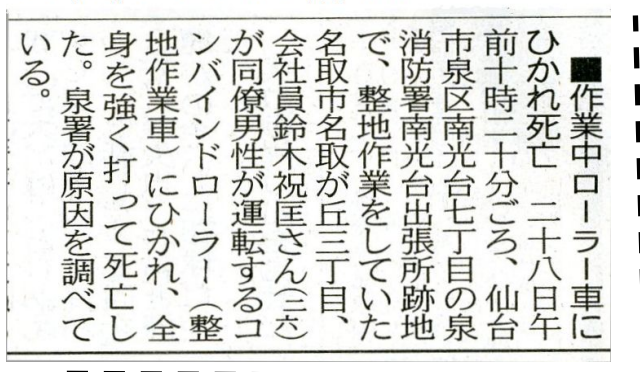 ■作業中ローラー車に
ひかれ死亡　二十八日午
前十時二十分ごろ、仙台
市泉区南光台七丁目の泉
消防署南光台出張所跡地
で、整地作業をしていた
名取市名取が丘三丁目、
会社員鈴木祝匡さん（二六）
が同僚男性が運転するコ
ンバインドローラー（整
地作業車）にひかれ、全
身を強く打って死亡し
た。泉署が原因を調べて
いる。